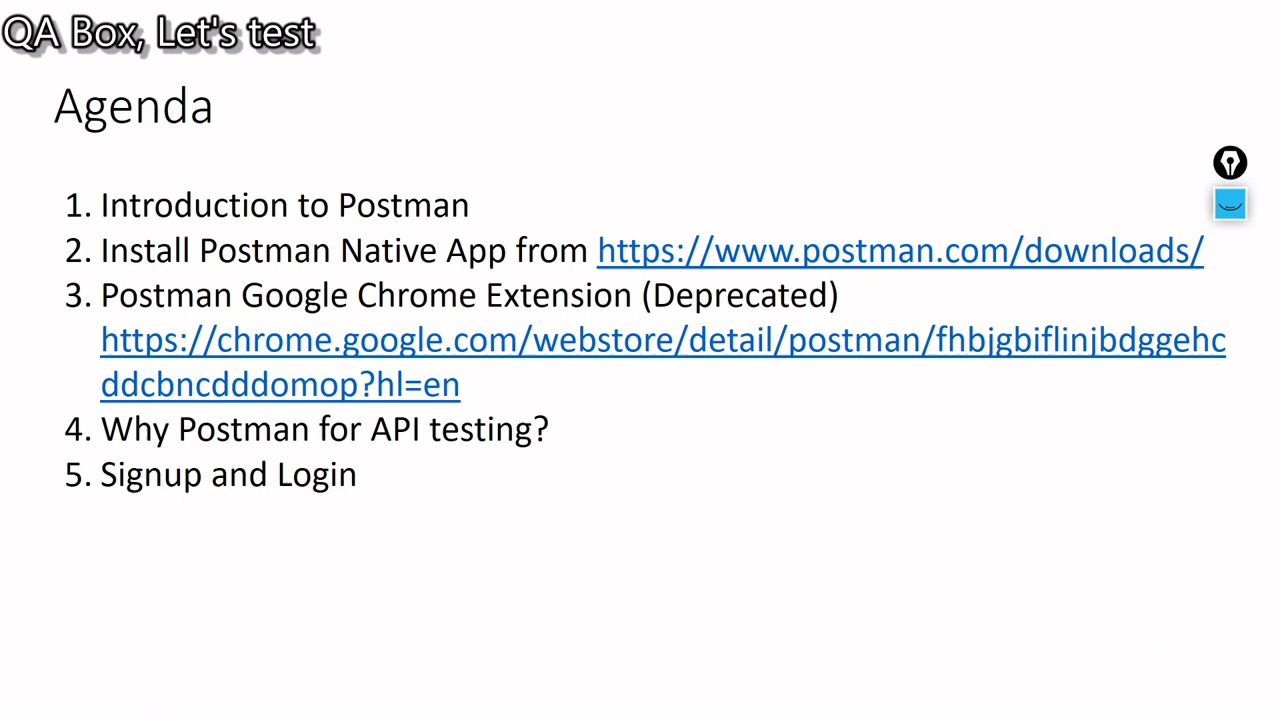 QA Box, Let's test
Agenda
1. Introduction to Postman
2. Install Postman Native App from https://www.postman.com/downloads/
3. Postman Google Chrome Extension (Deprecated)
https://chrome.google.com/webstore/detail/postman/fhbjgbiflinjbdggehc
ddcbncdddomop?hl=en
4. Why Postman for API testing?
5. Signup and Login